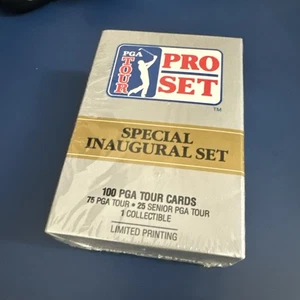 PGA TOUR
PRO
SET
TM
SPECIAL
INAUGURAL SET
100 PGA TOUR CARDS
75 PGA TOUR • 25 SENIOR PGA TOUR
1 COLLECTIBLE
LIMITED PRINTING